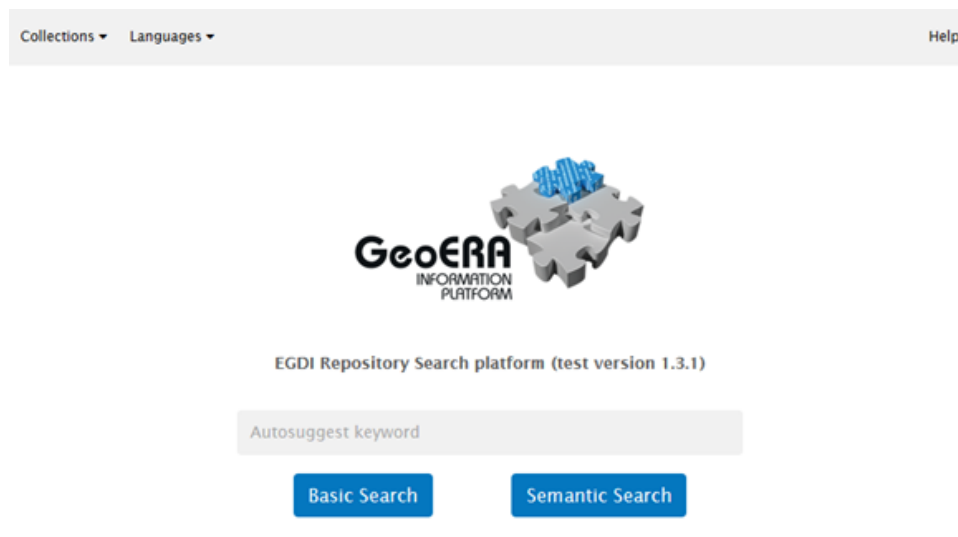 Collections Languages Help
GeoERA
INFORMATION
PLATFORM
EGDI Repository Search platform (test version 1.3.1)
Autosuggest keyword
Basic Search Semantic Search